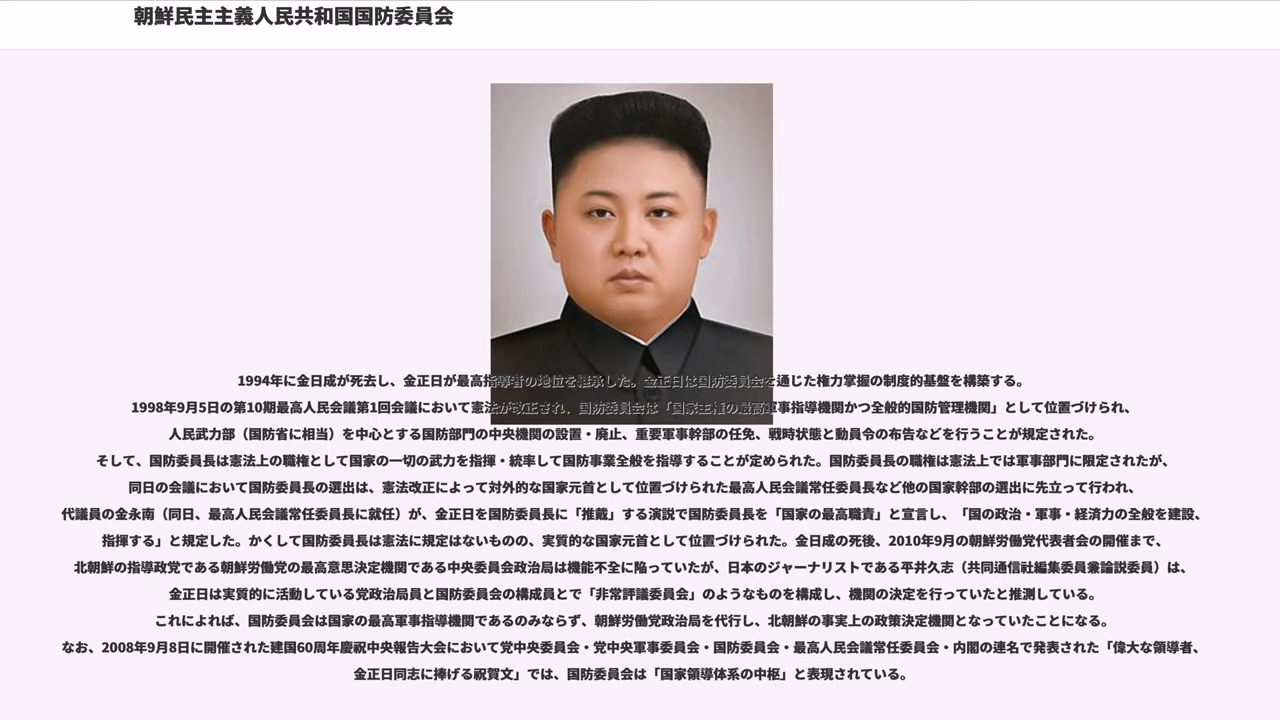 朝鮮民主主義人民共和国国防委員会
1994年に金日成が死去し、金正日が最高指導者の地位を継承した。金正日は国防委員会を通じた権力掌握の制度的基盤を構築する。
1998年9月5日の第10期最高人民会議第1回会議において憲法が改正され、国防委員会は「国家主権の最高軍事指導機関かつ全般的国防管理機関」として位置づけられ、
人民武力部（国防省に相当）を中心とする国防部門の中央機関の設置・廃止、重要軍事幹部の任免、戦時状態と動員令の布告などを行うことが規定された。
そして、国防委員長は憲法上の職権として国家の一切の武力を指揮・統率して国防事業全般を指導することが定められた。国防委員長の職権は憲法上では軍事部門に限定されたが、
同日の会議において国防委員長の選出は、憲法改正によって対外的な国家元首として位置づけられた最高人民会議常任委員長など他の国家幹部の選出に先立って行われ、
代議員の金永南（同日、最高人民会議常任委員長に就任）が、金正日を国防委員長に「推戴」する演説で国防委員長を「国家の最高職責」と宣言し、「国の政治・軍事・経済力の全般を建設、
指揮する」と規定した。かくして国防委員長は憲法に規定はないものの、実質的な国家元首として位置づけられた。金日成の死後、2010年9月の朝鮮労働党代表者会の開催まで、
北朝鮮の指導政党である朝鮮労働党の最高意思決定機関である中央委員会政治局は機能不全に陥っていたが、日本のジャーナリストである平井久志（共同通信社編集委員兼論説委員）は、
金正日は実質的に活動している党政治局員と国防委員会の構成員とで「非常評議委員会」のようなものを構成し、機関の決定を行っていたと推測している。
これによれば、国防委員会は国家の最高軍事指導機関であるのみならず、朝鮮労働党政治局を代行し、北朝鮮の事実上の政策決定機関となっていたことになる。
なお、2008年9月8日に開催された建国60周年慶祝中央報告大会において党中央委員会・党中央軍事委員会・国防委員会・最高人民会議常任委員会・内閣の連名で発表された「偉大な領導者、
金正日同志に捧げる祝賀文」では、国防委員会は「国家領導体系の中枢」と表現されている。